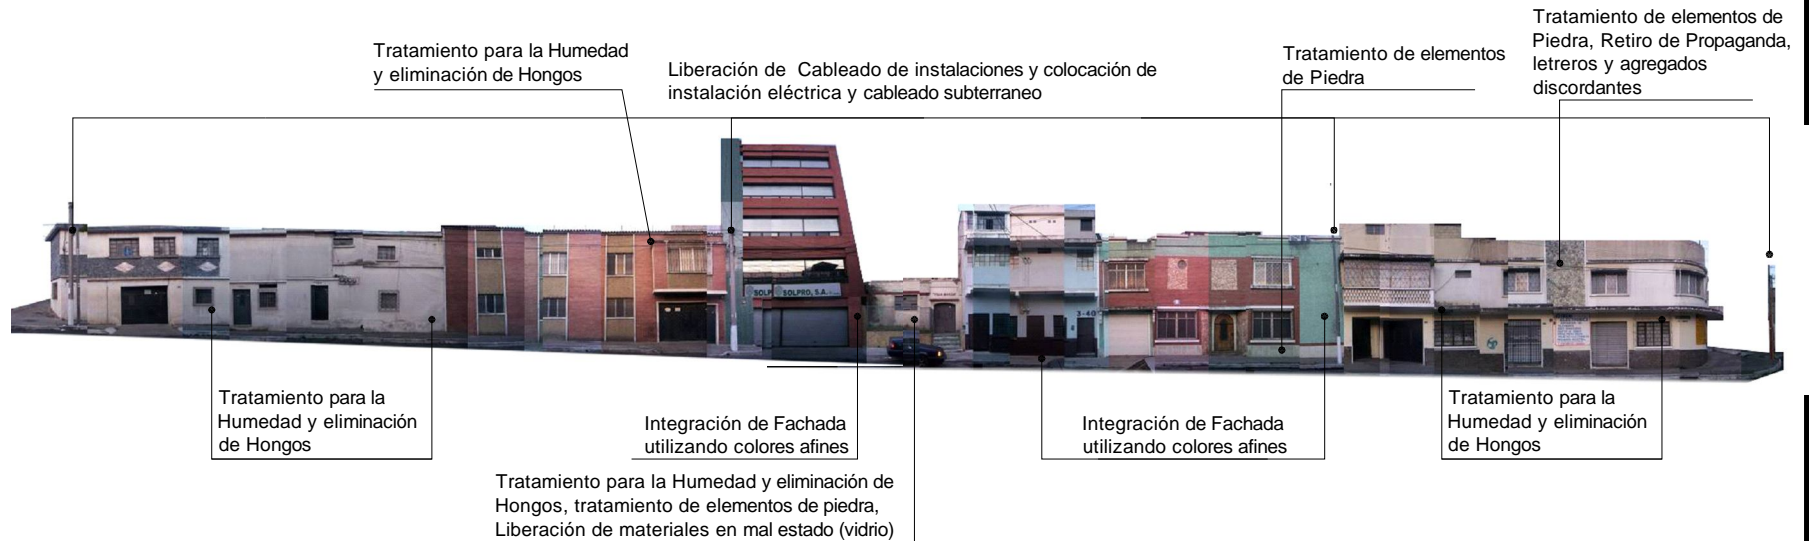 Tratamiento de elementos de
Piedra, Retiro de Propaganda,
letreros y agregados
discordantes
Tratamiento para la Humedad
y eliminación de Hongos
Liberación de Cableado de instalaciones y colocación de
instalación eléctrica y cableado subterraneo
Tratamiento de elementos
de Piedra
SOLPRO, S.A.
3-40
Tratamiento para la
Humedad y eliminación
de Hongos
Integración de Fachada
utilizando colores afines
Integración de Fachada
utilizando colores afines
Tratamiento para la
Humedad y eliminación
de Hongos
Tratamiento para la Humedad y eliminación de
Hongos, tratamiento de elementos de piedra,
Liberación de materiales en mal estado (vidrio)